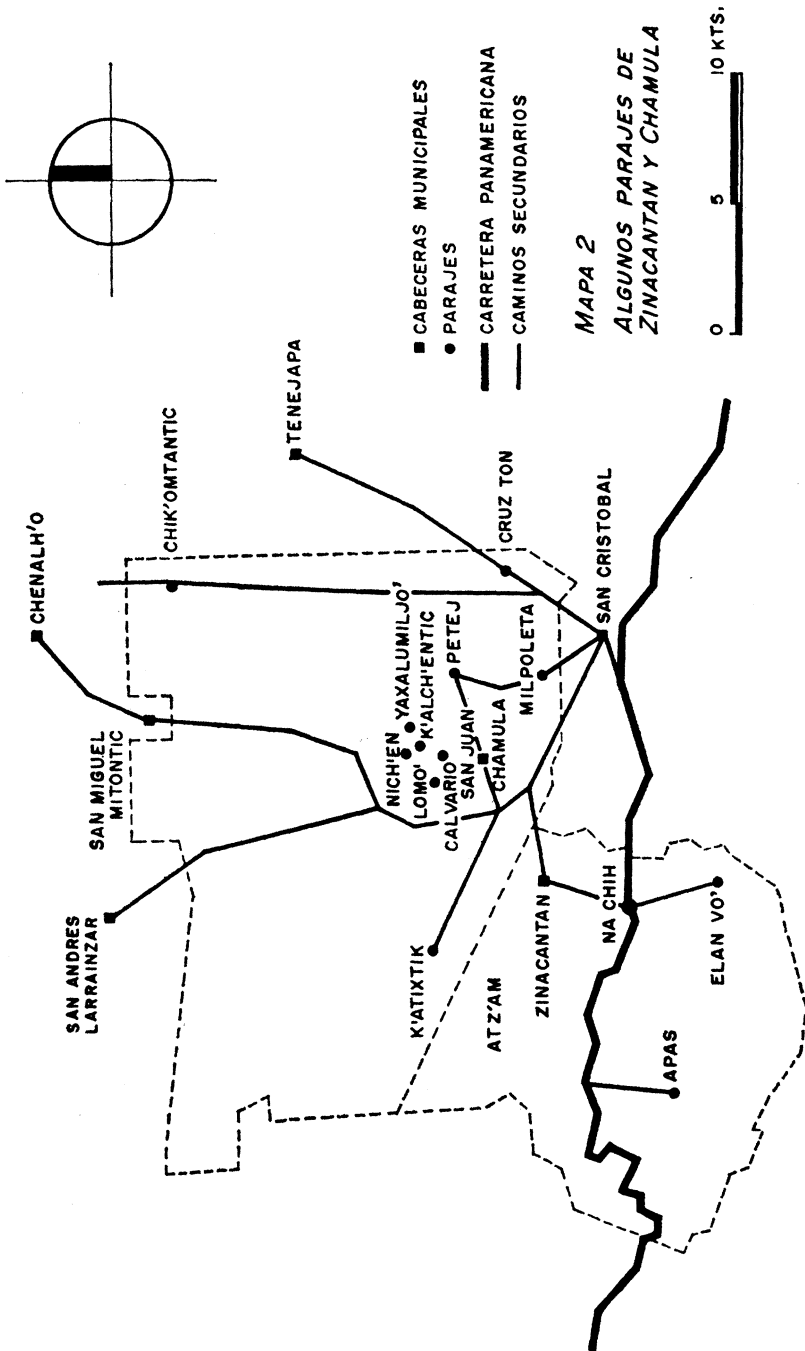 CHENALH'O
SAN MIGUEL
MITONTIC
CHIK'OMTANTIC
SAN ANDRES
LARRAINZAR
TENEJAPA
NICH'EN
YAXALUMILJO'
LOMO'
K'ALCH'ENTIC
CALVARIO
PETEJ
SAN JUAN
CHAMULA
CRUZ TON
MILPOLETA
K'ATIXTIK
ATZ'AM
ZINACANTAN
SAN CRISTOBAL
NA CHIH
ELAN VO'
APAS
CABECERAS MUNICIPALES
PARAJES
CARRETERA PANAMERICANA
CAMINOS SECUNDARIOS
MAPA 2
ALGUNOS PARAJES DE
ZINACANTAN Y CHAMULA
0 5 10 KTS.